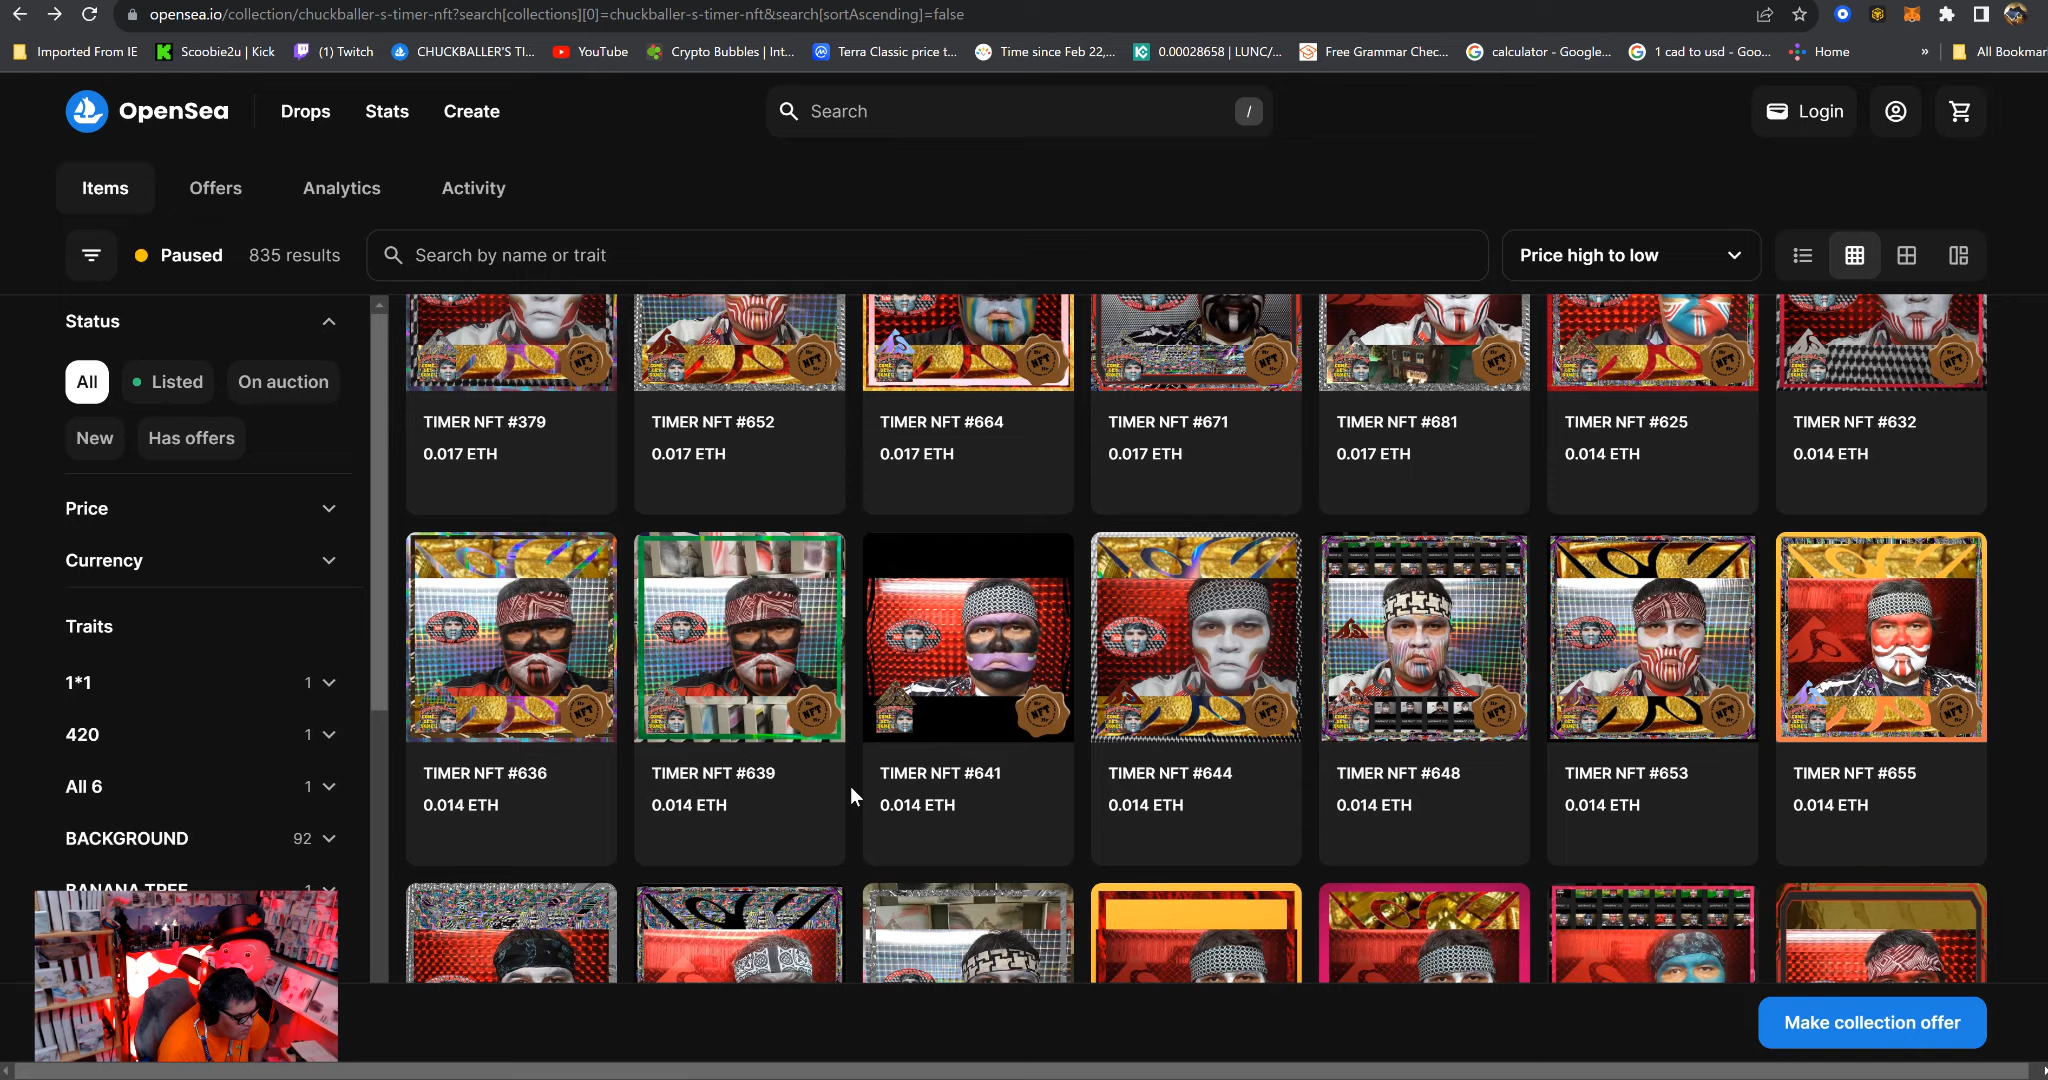 opensea.io/collection/chuckballer-s-timer-nft?search[collections][0]=chuckballer-s-timer-nft&search[sortAscending]=false
Imported From IE Scoobie2u | Kick (1) Twitch CHUCKBALLER'S TI... YouTube Crypto Bubbles | Int... Terra Classic price t... Time since Feb 22,... 0.00028658 | LUNC/... Free Grammar Chec... calculator - Google... 1 cad to usd - Goo... Home » All Bookmar
OpenSea Drops Stats Create Search / Login
Items Offers Analytics Activity
Paused 835 results Search by name or trait Price high to low
Status
All Listed On auction
New Has offers
Price
Currency
Traits
1*1 1
420 1
All 6 1
BACKGROUND 92
BANANA TREE 1
TIMER NFT #379 TIMER NFT #652 TIMER NFT #664 TIMER NFT #671 TIMER NFT #681 TIMER NFT #625 TIMER NFT #632
0.017 ETH 0.017 ETH 0.017 ETH 0.017 ETH 0.017 ETH 0.014 ETH 0.014 ETH
TIMER NFT #636 TIMER NFT #639 TIMER NFT #641 TIMER NFT #644 TIMER NFT #648 TIMER NFT #653 TIMER NFT #655
0.014 ETH 0.014 ETH 0.014 ETH 0.014 ETH 0.014 ETH 0.014 ETH 0.014 ETH
Make collection offer